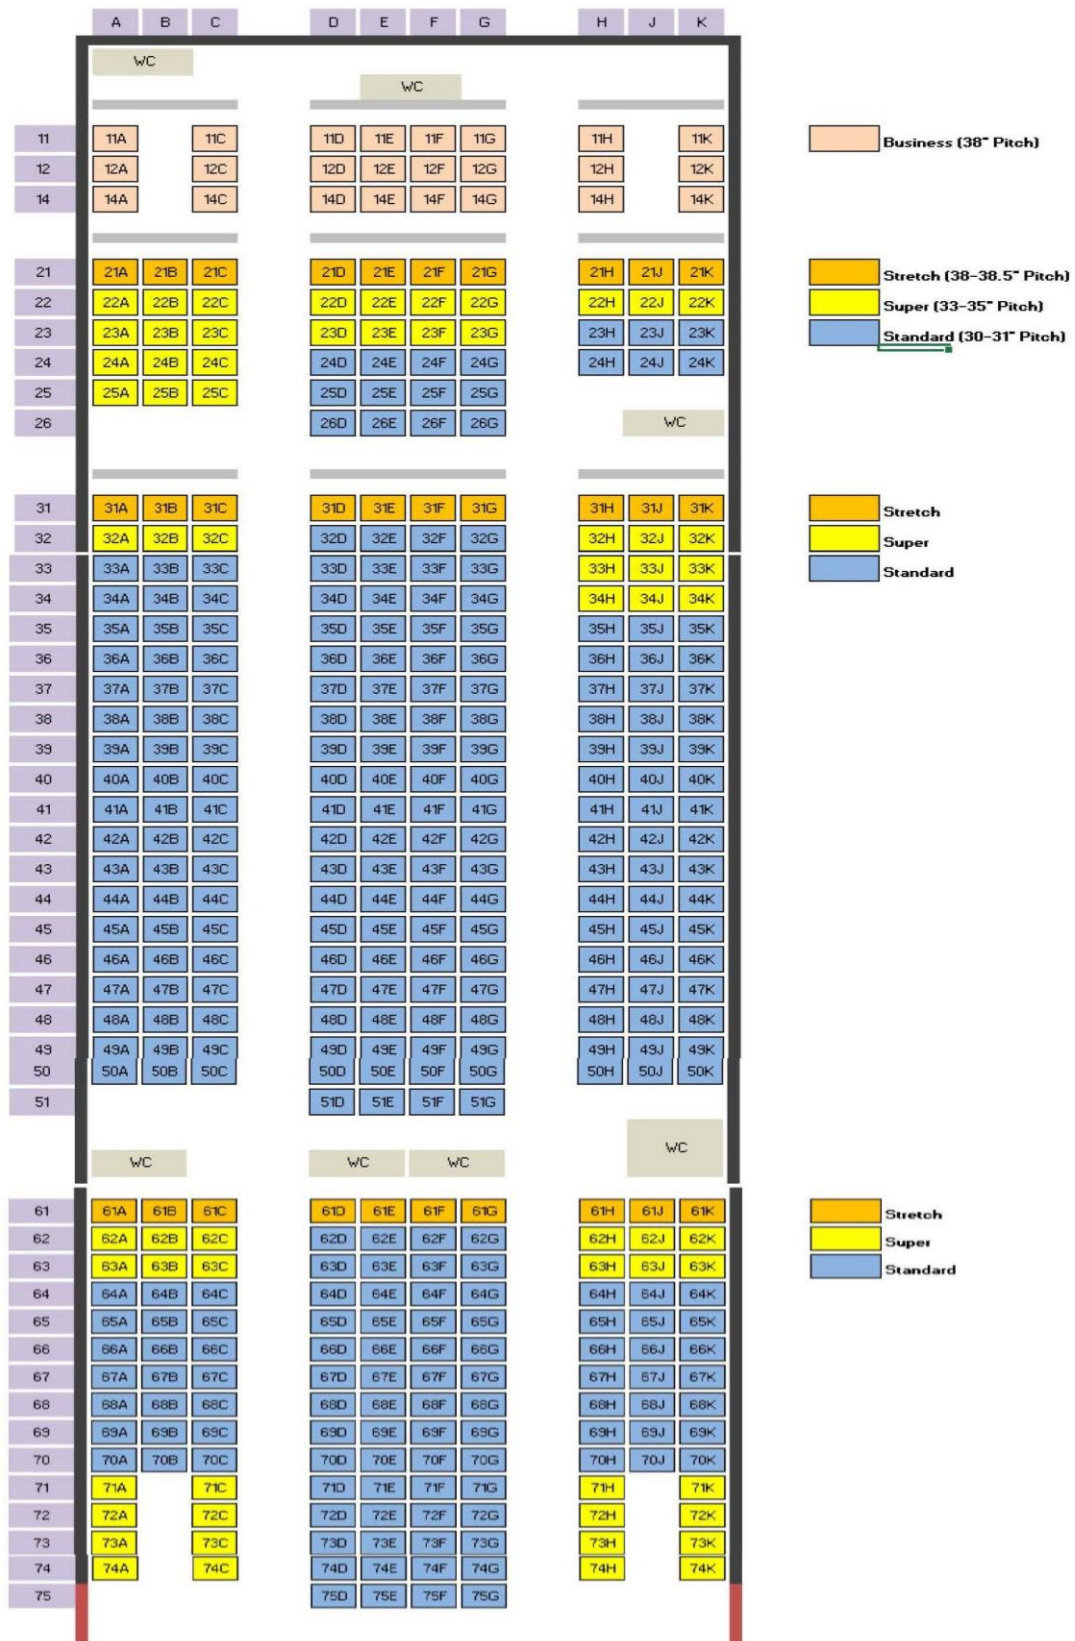 A B C D E F G H J K
WC
WC
11 11A 11C 11D 11E 11F 11G 11H 11K Business (38" Pitch)
12 12A 12C 12D 12E 12F 12G 12H 12K
14 14A 14C 14D 14E 14F 14G 14H 14K
21 21A 21B 21C 21D 21E 21F 21G 21H 21J 21K Stretch (38-38.5" Pitch)
22 22A 22B 22C 22D 22E 22F 22G 22H 22J 22K Super (33-35" Pitch)
23 23A 23B 23C 23D 23E 23F 23G 23H 23J 23K Standard (30-31" Pitch)
24 24A 24B 24C 24D 24E 24F 24G 24H 24J 24K
25 25A 25B 25C 25D 25E 25F 25G
26 26D 26E 26F 26G WC
31 31A 31B 31C 31D 31E 31F 31G 31H 31J 31K Stretch
32 32A 32B 32C 32D 32E 32F 32G 32H 32J 32K Super
33 33A 33B 33C 33D 33E 33F 33G 33H 33J 33K Standard
34 34A 34B 34C 34D 34E 34F 34G 34H 34J 34K
35 35A 35B 35C 35D 35E 35F 35G 35H 35J 35K
36 36A 36B 36C 36D 36E 36F 36G 36H 36J 36K
37 37A 37B 37C 37D 37E 37F 37G 37H 37J 37K
38 38A 38B 38C 38D 38E 38F 38G 38H 38J 38K
39 39A 39B 39C 39D 39E 39F 39G 39H 39J 39K
40 40A 40B 40C 40D 40E 40F 40G 40H 40J 40K
41 41A 41B 41C 41D 41E 41F 41G 41H 41J 41K
42 42A 42B 42C 42D 42E 42F 42G 42H 42J 42K
43 43A 43B 43C 43D 43E 43F 43G 43H 43J 43K
44 44A 44B 44C 44D 44E 44F 44G 44H 44J 44K
45 45A 45B 45C 45D 45E 45F 45G 45H 45J 45K
46 46A 46B 46C 46D 46E 46F 46G 46H 46J 46K
47 47A 47B 47C 47D 47E 47F 47G 47H 47J 47K
48 48A 48B 48C 48D 48E 48F 48G 48H 48J 48K
49 49A 49B 49C 49D 49E 49F 49G 49H 49J 49K
50 50A 50B 50C 50D 50E 50F 50G 50H 50J 50K
51 51D 51E 51F 51G
WC WC WC WC
61 61A 61B 61C 61D 61E 61F 61G 61H 61J 61K Stretch
62 62A 62B 62C 62D 62E 62F 62G 62H 62J 62K Super
63 63A 63B 63C 63D 63E 63F 63G 63H 63J 63K Standard
64 64A 64B 64C 64D 64E 64F 64G 64H 64J 64K
65 65A 65B 65C 65D 65E 65F 65G 65H 65J 65K
66 66A 66B 66C 66D 66E 66F 66G 66H 66J 66K
67 67A 67B 67C 67D 67E 67F 67G 67H 67J 67K
68 68A 68B 68C 68D 68E 68F 68G 68H 68J 68K
69 69A 69B 69C 69D 69E 69F 69G 69H 69J 69K
70 70A 70B 70C 70D 70E 70F 70G 70H 70J 70K
71 71A 71C 71D 71E 71F 71G 71H 71K
72 72A 72C 72D 72E 72F 72G 72H 72K
73 73A 73C 73D 73E 73F 73G 73H 73K
74 74A 74C 74D 74E 74F 74G 74H 74K
75 75D 75E 75F 75G